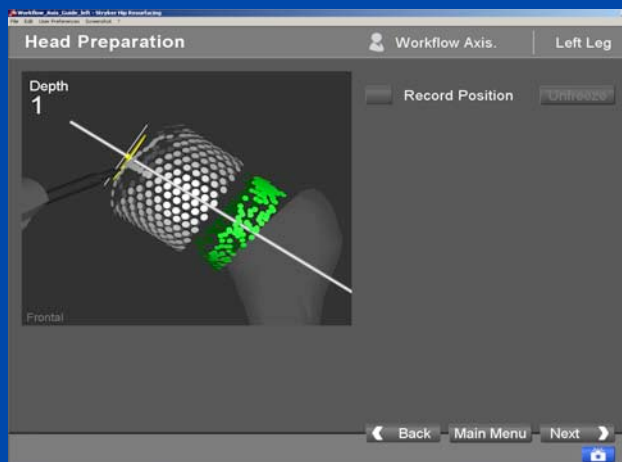 Workflow_Axis_Guide_left - Stryker Hip Resurfacing
File Edit User Preferences Screenshot ?
Head Preparation
Workflow Axis.
Left Leg
Depth
1
Record Position
Unfreeze
Frontal
Back
Main Menu
Next